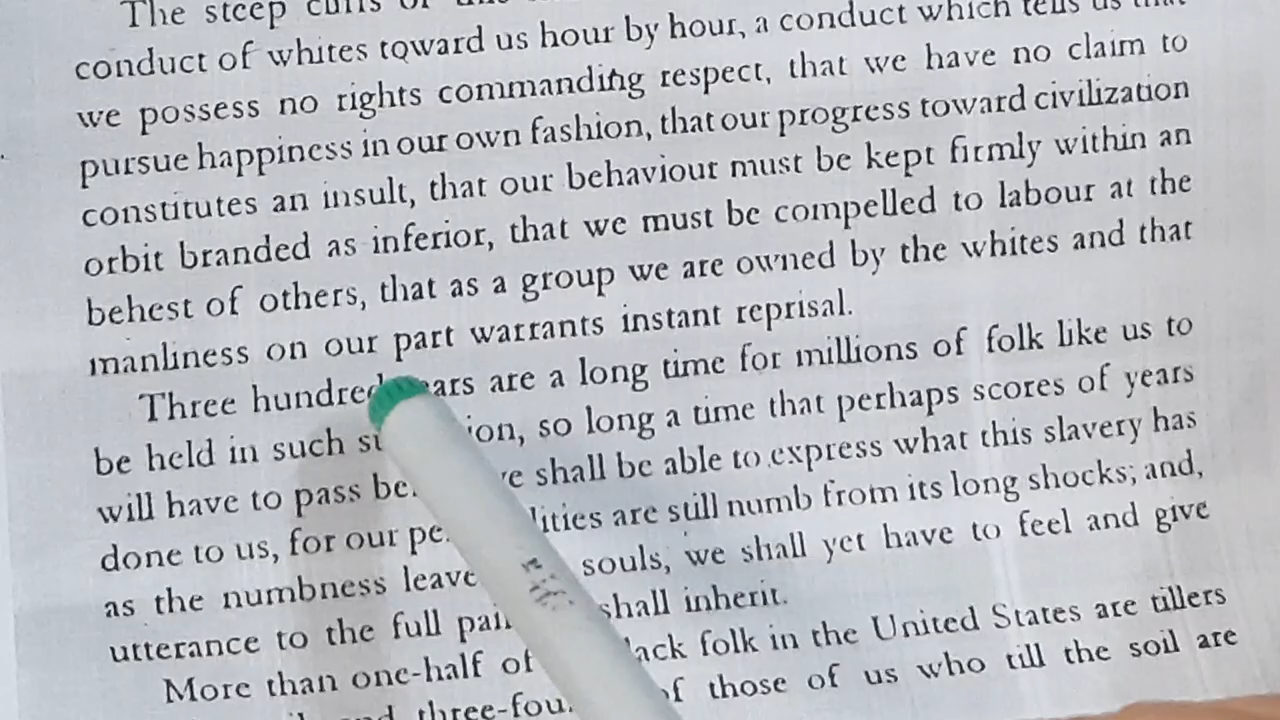 The steep cliffs of
conduct of whites toward us hour by hour, a conduct which tells us that
we possess no rights commanding respect, that we have no claim to
pursue happiness in our own fashion, that our progress toward civilization
constitutes an insult, that our behaviour must be kept firmly within an
orbit branded as inferior, that we must be compelled to labour at the
behest of others, that as a group we are owned by the whites and that
manliness on our part warrants instant reprisal.
Three hundred are a long time for millions of folk like us to
be held in such so long a time that perhaps scores of years
will have to pass shall be able to express what this slavery has
done to us, for our are still numb from its long shocks; and,
as the numbness souls, we shall yet have to feel and give
utterance to the full shall inherit.
More than one-half of folk in the United States are tillers
of those of us who till the soil are